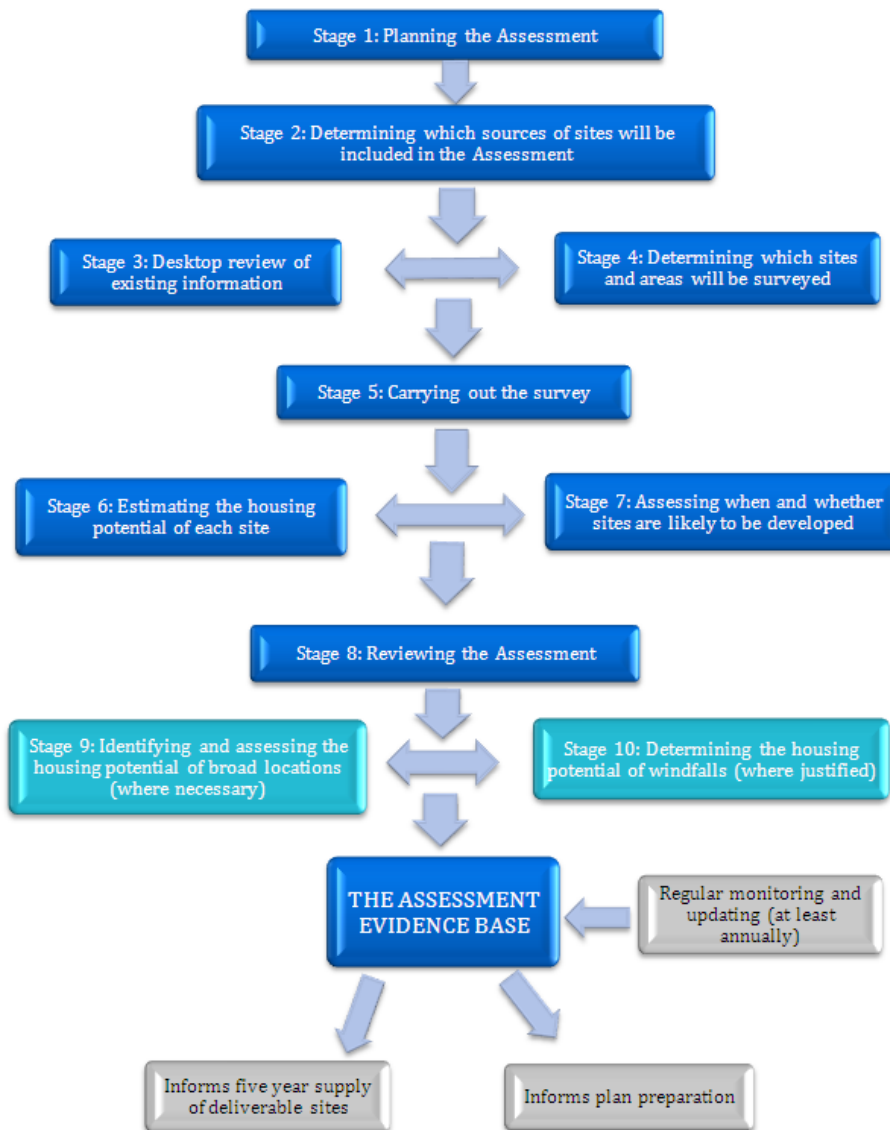 Stage 1: Planning the Assessment
Stage 2: Determining which sources of sites will be
included in the Assessment
Stage 3: Desktop review of
existing information
Stage 4: Determining which sites
and areas will be surveyed
Stage 5: Carrying out the survey
Stage 6: Estimating the housing
potential of each site
Stage 7: Assessing when and whether
sites are likely to be developed
Stage 8: Reviewing the Assessment
Stage 9: Identifying and assessing the
housing potential of broad locations
(where necessary)
Stage 10: Determining the housing
potential of windfalls (where justified)
THE ASSESSMENT
EVIDENCE BASE
Regular monitoring and
updating (at least
annually)
Informs five year supply
of deliverable sites
Informs plan preparation